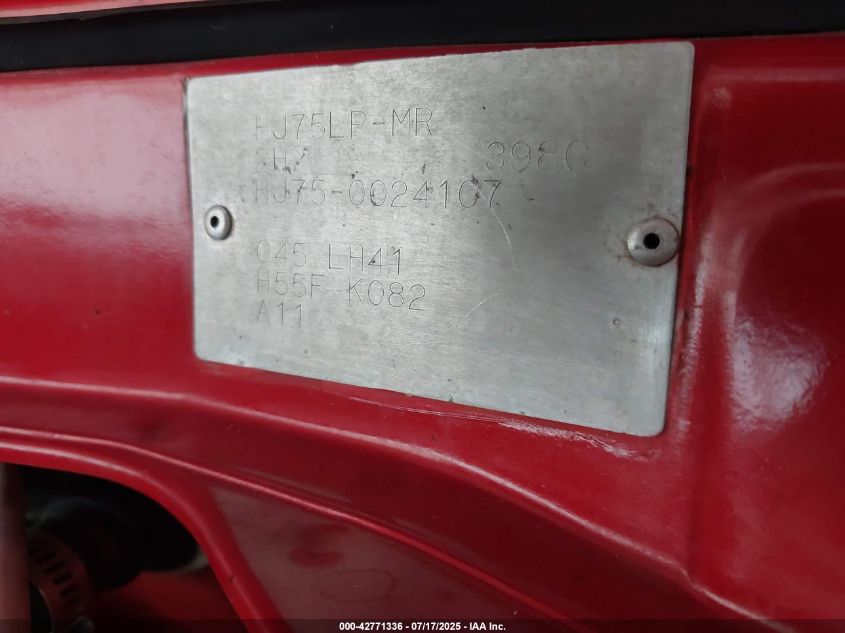 HJ75LP-MR
2H 3980
HJ75-0024107
045 LH41
H55F K082
A11
000-42771336 / 07/17/2025 - IAA Inc.